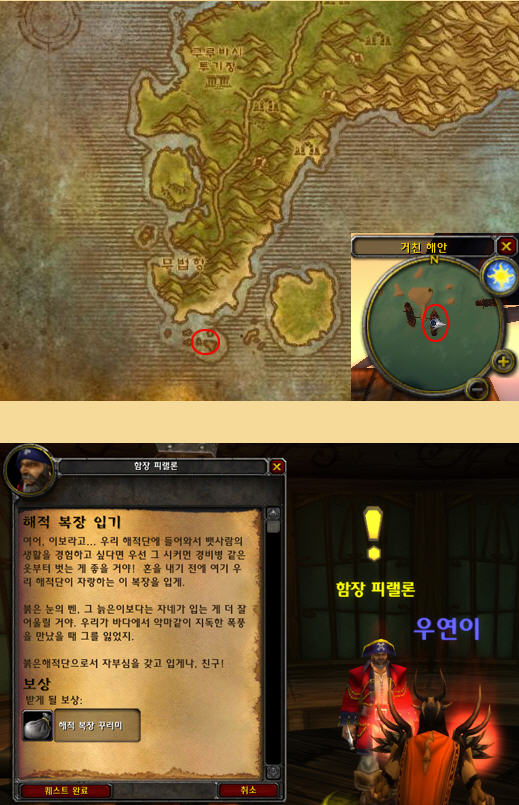 구루바시
투기장
무법항
거친 해안
N
함장 피랠론
해적 복장 입기
여어, 이보라고... 우리 해적단에 들어와서 뱃사람의
생활을 경험하고 싶다면 우선 그 시커먼 경비병 같은
옷부터 벗는 게 좋을 거야! 혼을 내기 전에 여기 우
리 해적단이 자랑하는 이 복장을 입게.
붉은 눈의 벤, 그 늙은이보다는 자네가 입는 게 더 잘
어울릴 거야. 우리가 바다에서 악마같이 지독한 폭풍
을 만났을 때 그를 잃었지.
붉은해적단으로서 자부심을 갖고 입게나, 친구!
보상
받게 될 보상:
해적 복장 꾸러미
퀘스트 완료
취소
함장 피랠론
우연이